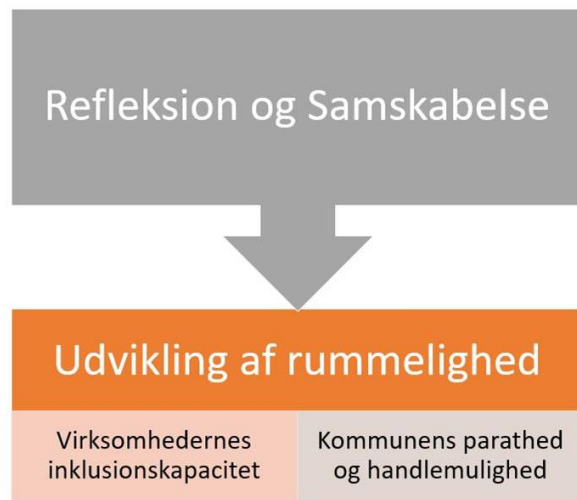 Refleksion og Samskabelse
Udvikling af rummelighed
Virksomhedernes
inklusionskapacitet
Kommunens parathed
og handlemulighed